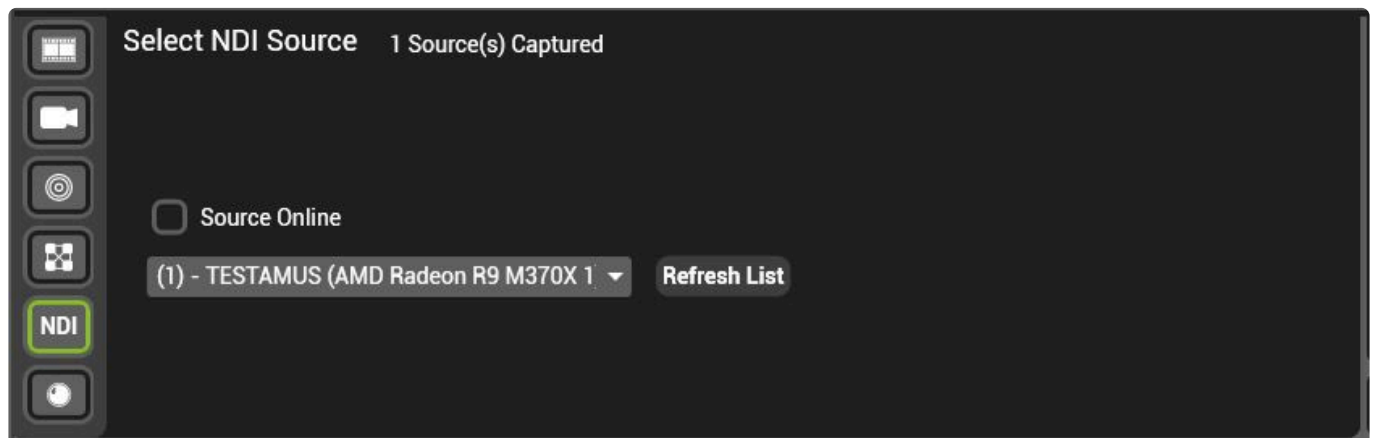 Select NDI Source 1 Source(s) Captured
Source Online
(1) - TESTAMUS (AMD Radeon R9 M370X 1 Refresh List
NDI